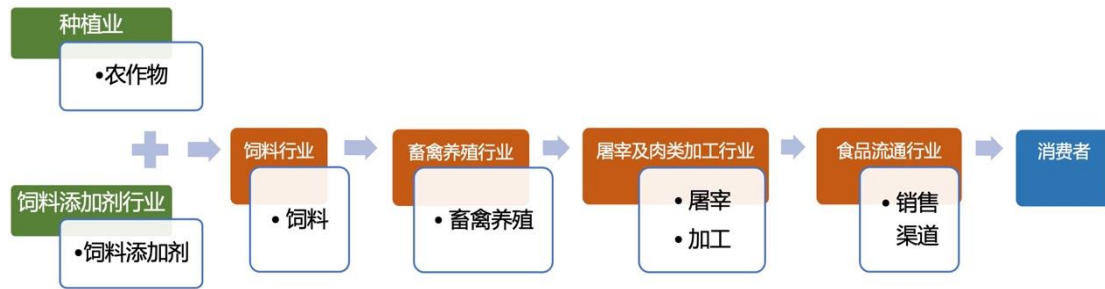 种植业
•农作物
饲料添加剂行业
•饲料添加剂
饲料行业
• 饲料
畜禽养殖行业
• 畜禽养殖
屠宰及肉类加工行业
• 屠宰
• 加工
食品流通行业
• 销售
渠道
消费者